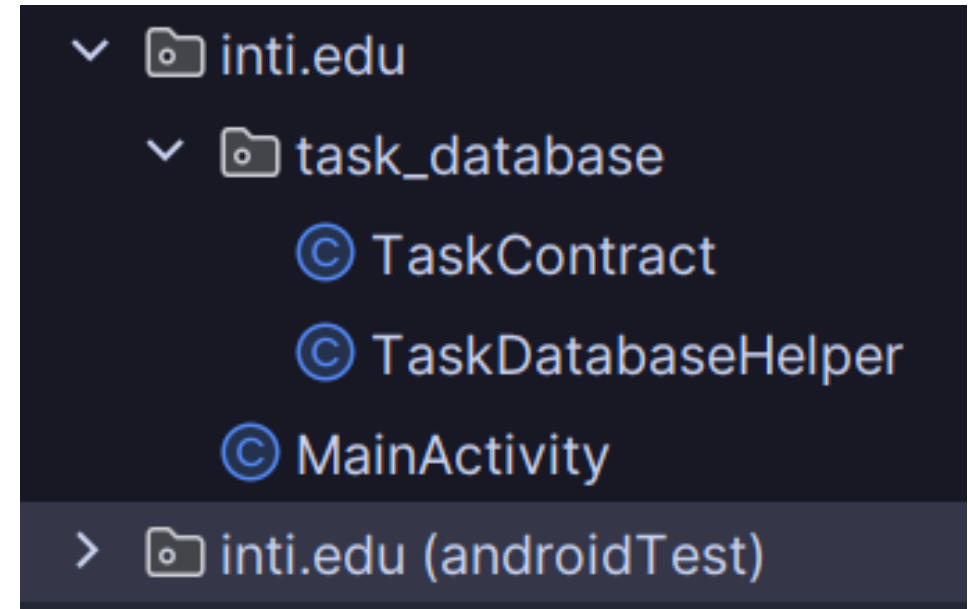 inti.edu
task_database
C TaskContract
C TaskDatabaseHelper
C MainActivity
inti.edu (androidTest)